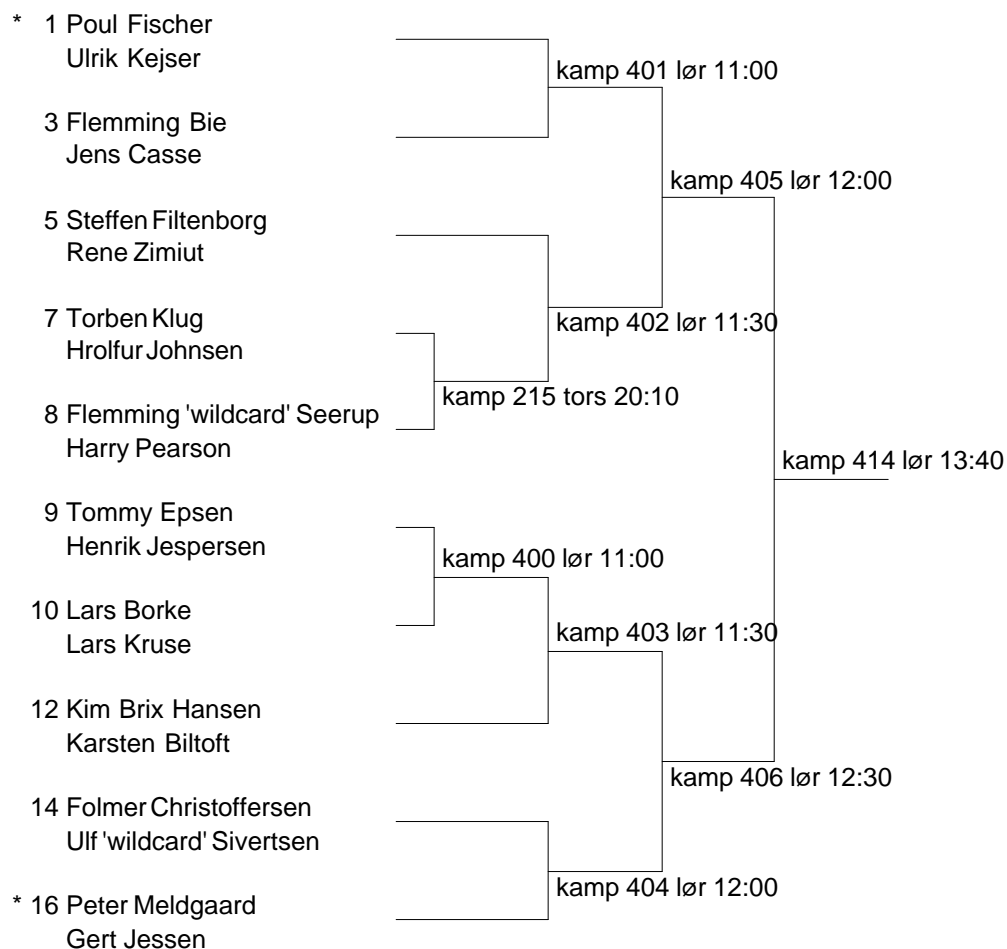 * 1 Poul Fischer
Ulrik Kejser
kamp 401 lør 11:00
3 Flemming Bie
Jens Casse
kamp 405 lør 12:00
5 Steffen Filtenborg
Rene Zimiut
7 Torben Klug
kamp 402 lør 11:30
Hrolfur Johnsen
kamp 215 tors 20:10
8 Flemming 'wildcard' Seerup
Harry Pearson
kamp 414 lør 13:40
9 Tommy Epsen
Henrik Jespersen
kamp 400 lør 11:00
10 Lars Borke
kamp 403 lør 11:30
Lars Kruse
12 Kim Brix Hansen
Karsten Biltoft
kamp 406 lør 12:30
14 Folmer Christoffersen
Ulf 'wildcard' Sivertsen
kamp 404 lør 12:00
* 16 Peter Meldgaard
Gert Jessen